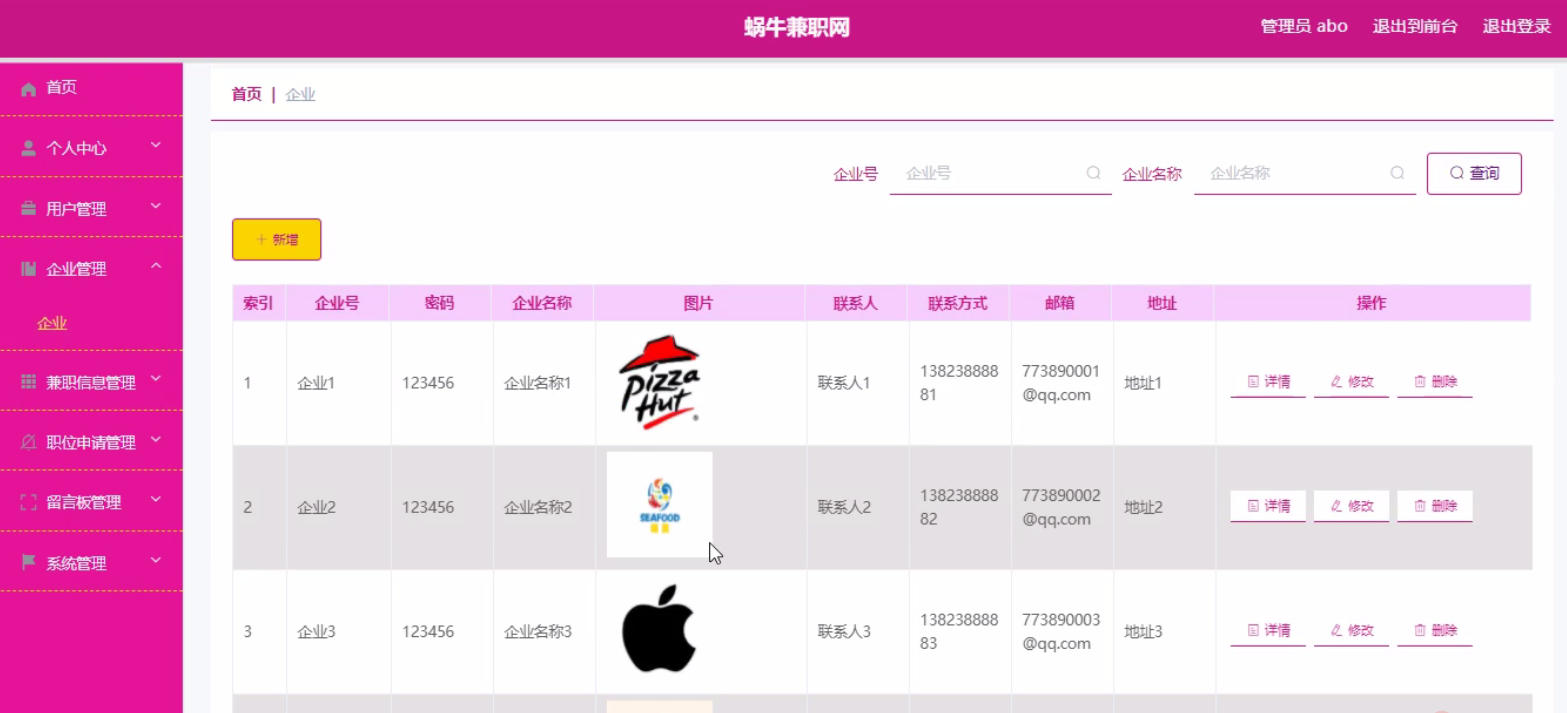 蜗牛兼职网
管理员 abo 退出到前台 退出登录
首页
个人中心
用户管理
企业管理
企业
兼职信息管理
职位申请管理
留言板管理
系统管理
首页 | 企业
企业号 企业号 企业名称 企业名称 查询
+ 新增
索引 企业号 密码 企业名称 图片 联系人 联系方式 邮箱 地址 操作
1 企业1 123456 企业名称1 Pizza Hut 联系人1 13823888881 773890001@qq.com 地址1 详情 修改 删除
2 企业2 123456 企业名称2 SEAFOOD 联系人2 13823888882 773890002@qq.com 地址2 详情 修改 删除
3 企业3 123456 企业名称3 联系人3 13823888883 773890003@qq.com 地址3 详情 修改 删除